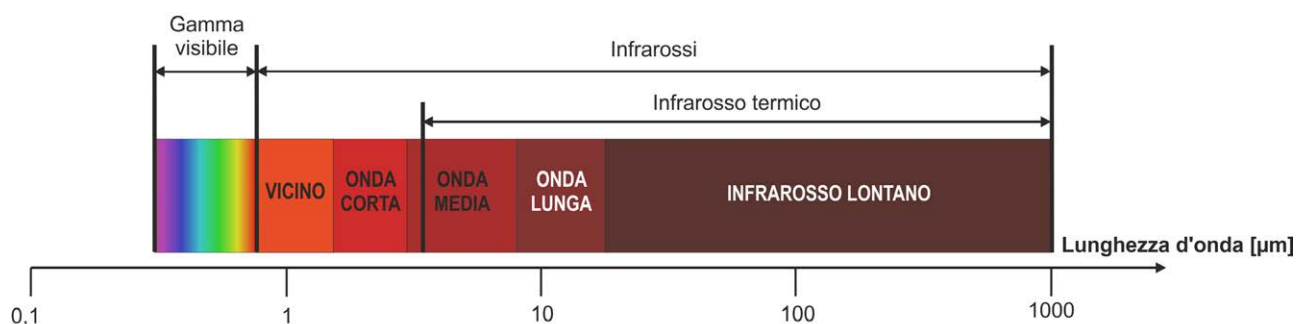 Gamma
visibile
Infrarossi
Infrarosso termico
VICINO
ONDA
CORTA
ONDA
MEDIA
ONDA
LUNGA
INFRAROSSO LONTANO
Lunghezza d'onda [µm]
0,1
1
10
100
1000